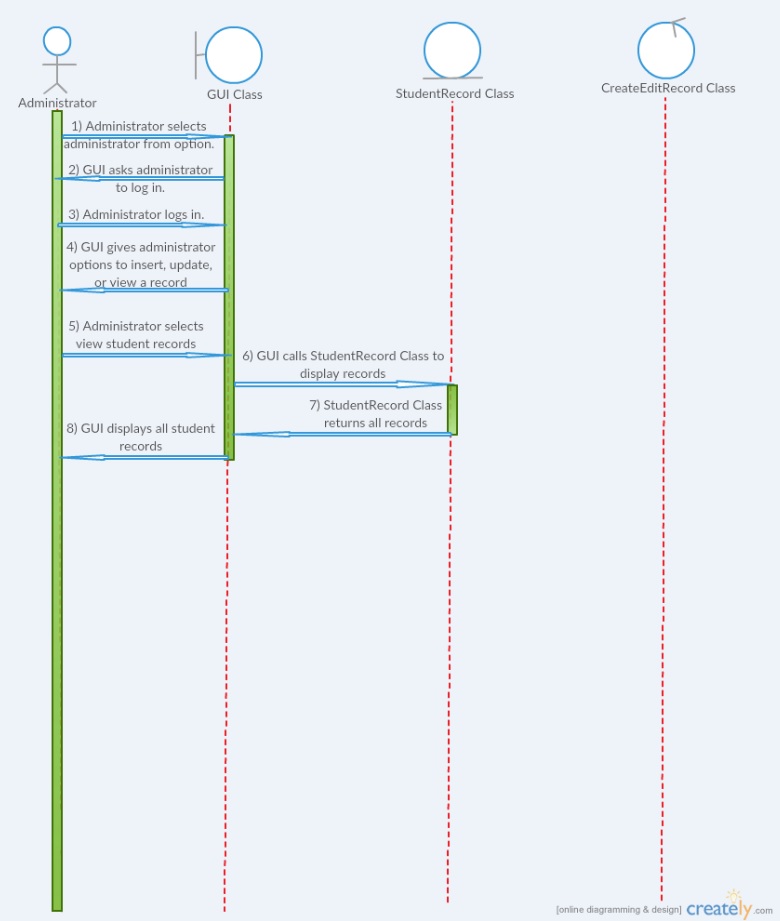 Administrator
GUI Class
StudentRecord Class
CreateEditRecord Class
1) Administrator selects
administrator from option.
2) GUI asks administrator
to log in.
3) Administrator logs in.
4) GUI gives administrator
options to insert, update,
or view a record
5) Administrator selects
view student records
6) GUI calls StudentRecord Class to
display records
7) StudentRecord Class
returns all records
8) GUI displays all student
records
[online diagramming & design] creately.com